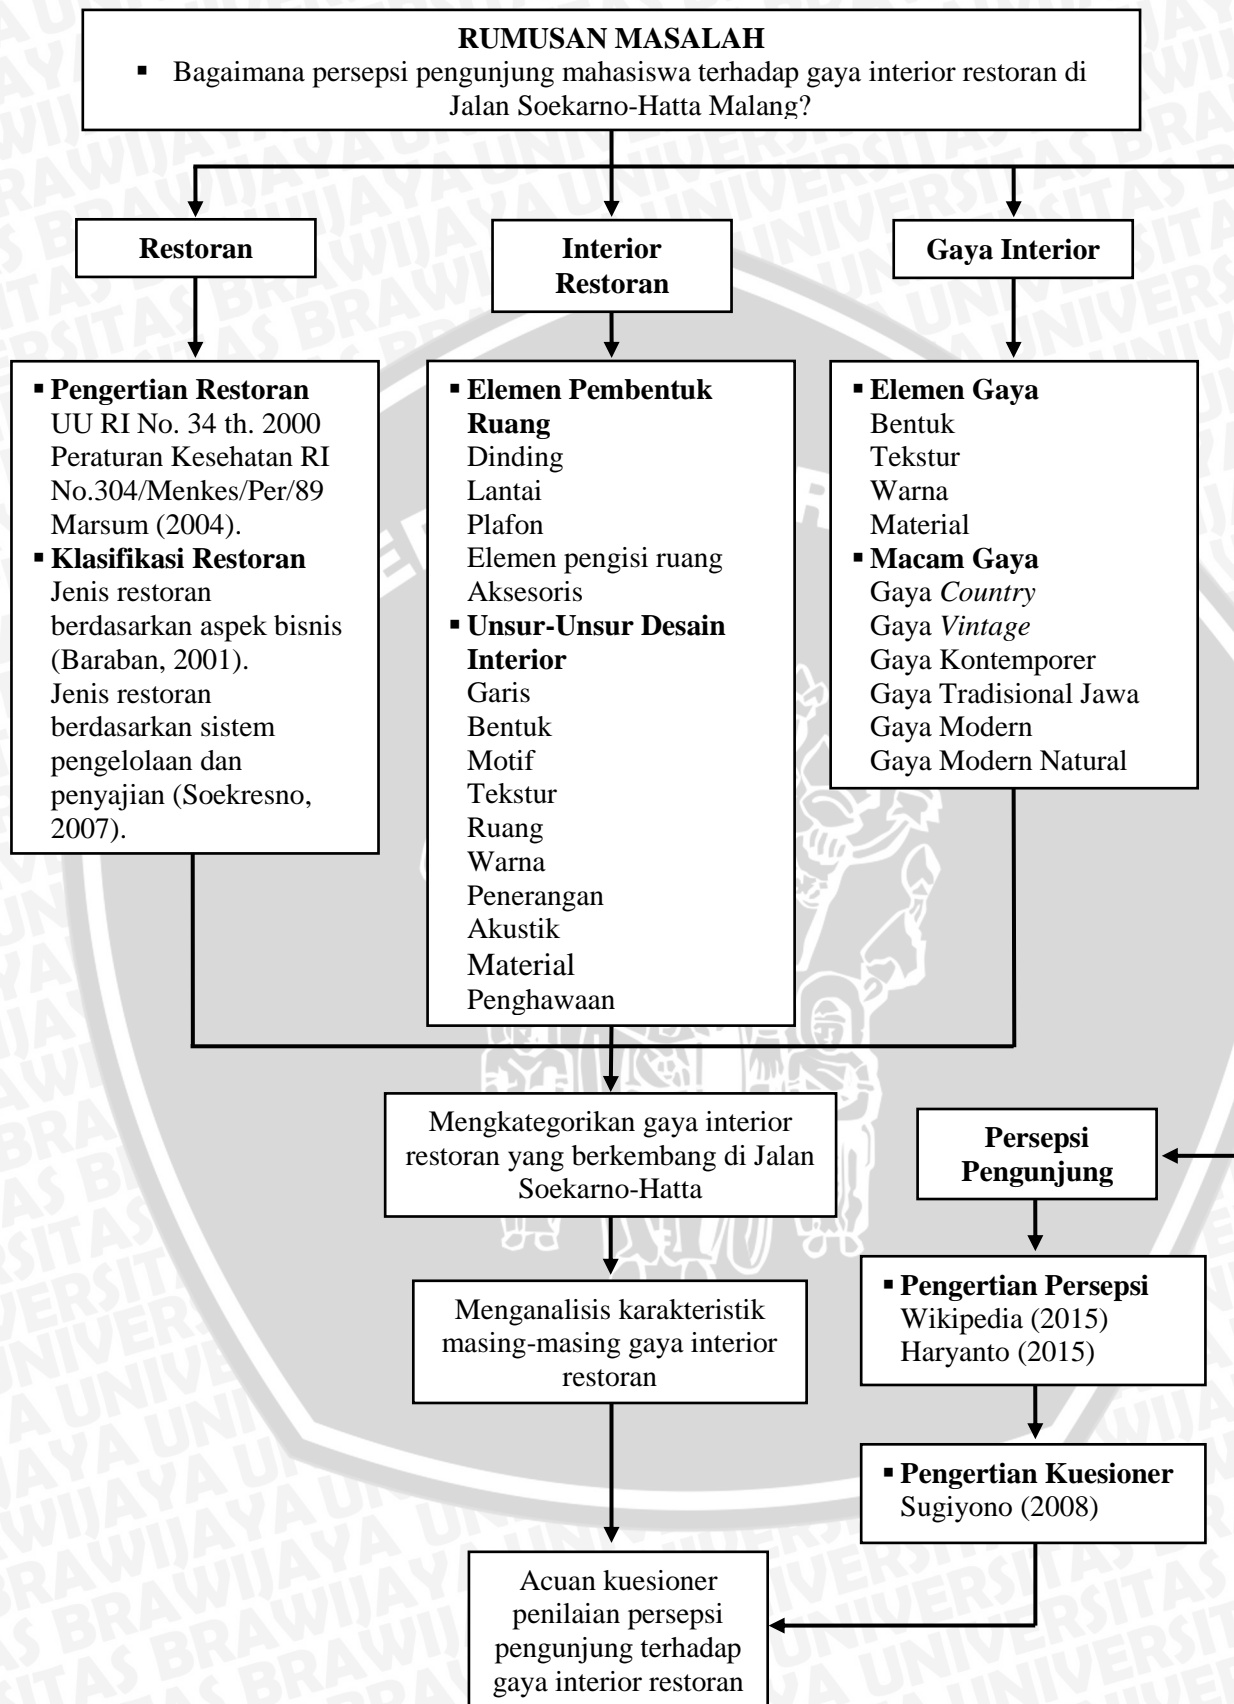 RUMUSAN MASALAH
▪ Bagaimana persepsi pengunjung mahasiswa terhadap gaya interior restoran di
Jalan Soekarno-Hatta Malang?
Restoran
Interior
Restoran
Gaya Interior
▪ Pengertian Restoran
UU RI No. 34 th. 2000
Peraturan Kesehatan RI
No.304/Menkes/Per/89
Marsum (2004).
▪ Klasifikasi Restoran
Jenis restoran
berdasarkan aspek bisnis
(Baraban, 2001).
Jenis restoran
berdasarkan sistem
pengelolaan dan
penyajian (Soekresno,
2007).
▪ Elemen Pembentuk
Ruang
Dinding
Lantai
Plafon
Elemen pengisi ruang
Aksesoris
▪ Unsur-Unsur Desain
Interior
Garis
Bentuk
Motif
Tekstur
Ruang
Warna
Penerangan
Akustik
Material
Penghawaan
▪ Elemen Gaya
Bentuk
Tekstur
Warna
Material
▪ Macam Gaya
Gaya Country
Gaya Vintage
Gaya Kontemporer
Gaya Tradisional Jawa
Gaya Modern
Gaya Modern Natural
Mengkategorikan gaya interior
restoran yang berkembang di Jalan
Soekarno-Hatta
Persepsi
Pengunjung
Menganalisis karakteristik
masing-masing gaya interior
restoran
▪ Pengertian Persepsi
Wikipedia (2015)
Haryanto (2015)
▪ Pengertian Kuesioner
Sugiyono (2008)
Acuan kuesioner
penilaian persepsi
pengunjung terhadap
gaya interior restoran